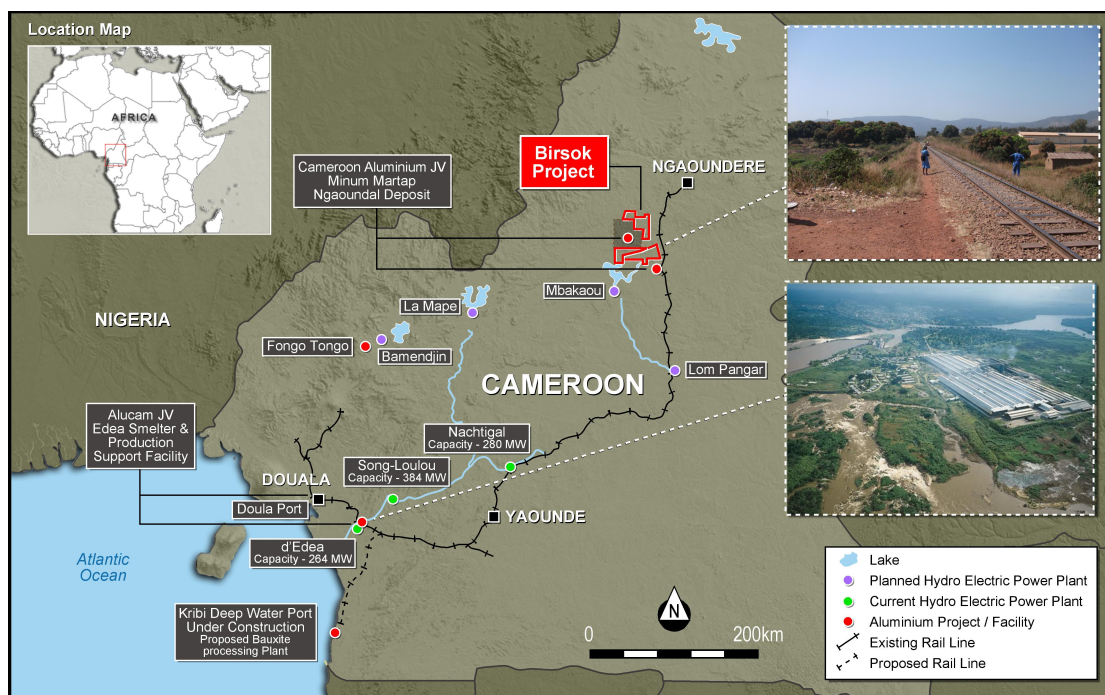 Location Map
AFRICA
Birsok
Project
NGAOUNDERE
Cameroon Aluminium JV
Minum Martap
Ngaoundal Deposit
La Mape
Mbakaou
NIGERIA
Fongo Tongo
Bamendjin
Lom Pangar
CAMEROON
Alucam JV
Edea Smelter &
Production
Support Facility
Nachtigal
Capacity - 280 MW
Song-Loulou
Capacity - 384 MW
DOUALA
Doula Port
YAOUNDE
d'Edea
Capacity - 264 MW
Atlantic
Ocean
Kribi Deep Water Port
Under Construction
Proposed Bauxite
processing Plant
N
0
200km
Lake
Planned Hydro Electric Power Plant
Current Hydro Electric Power Plant
Aluminium Project / Facility
Existing Rail Line
Proposed Rail Line